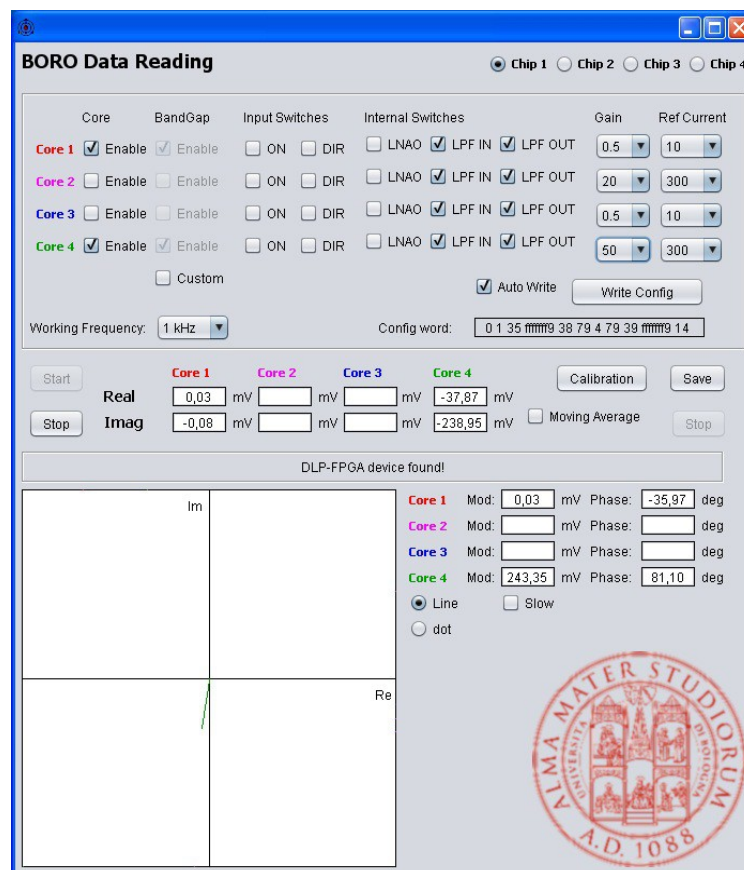 BORO Data Reading Chip 1 Chip 2 Chip 3 Chip 4
Core BandGap Input Switches Internal Switches Gain Ref Current
Core 1 Enable Enable ON DIR LNAO LPF IN LPF OUT 0.5 10
Core 2 Enable Enable ON DIR LNAO LPF IN LPF OUT 20 300
Core 3 Enable Enable ON DIR LNAO LPF IN LPF OUT 0.5 10
Core 4 Enable Enable ON DIR LNAO LPF IN LPF OUT 50 300
Custom Auto Write Write Config
Working Frequency: 1 kHz Config word: 0 1 35 fffffff9 38 79 4 79 39 fffffff9 14
Start Core 1 Core 2 Core 3 Core 4 Calibration Save
Real 0,03 mV mV mV -37,87 mV
Stop Imag -0,08 mV mV mV -238,95 mV Moving Average Stop
DLP-FPGA device found!
Im
Re
Core 1 Mod: 0,03 mV Phase: -35,97 deg
Core 2 Mod: mV Phase: deg
Core 3 Mod: mV Phase: deg
Core 4 Mod: 243,35 mV Phase: 81,10 deg
Line Slow
dot
ALMA MATER STUDIORUM
UNIVERSITA DI BOLOGNA
A.D. 1088